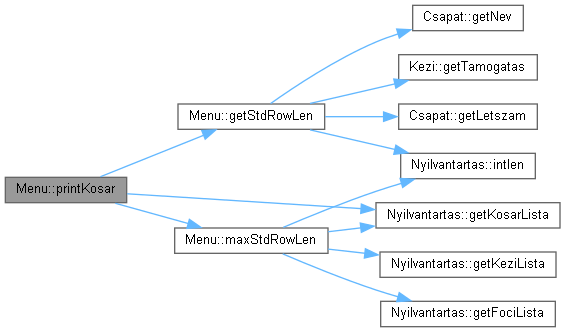 Csapat::getNev
Kezi::getTamogatas
Menu::getStdRowLen
Csapat::getLetszam
Nyilvantartas::intlen
Menu::printKosar
Nyilvantartas::getKosarLista
Menu::maxStdRowLen
Nyilvantartas::getKeziLista
Nyilvantartas::getFociLista